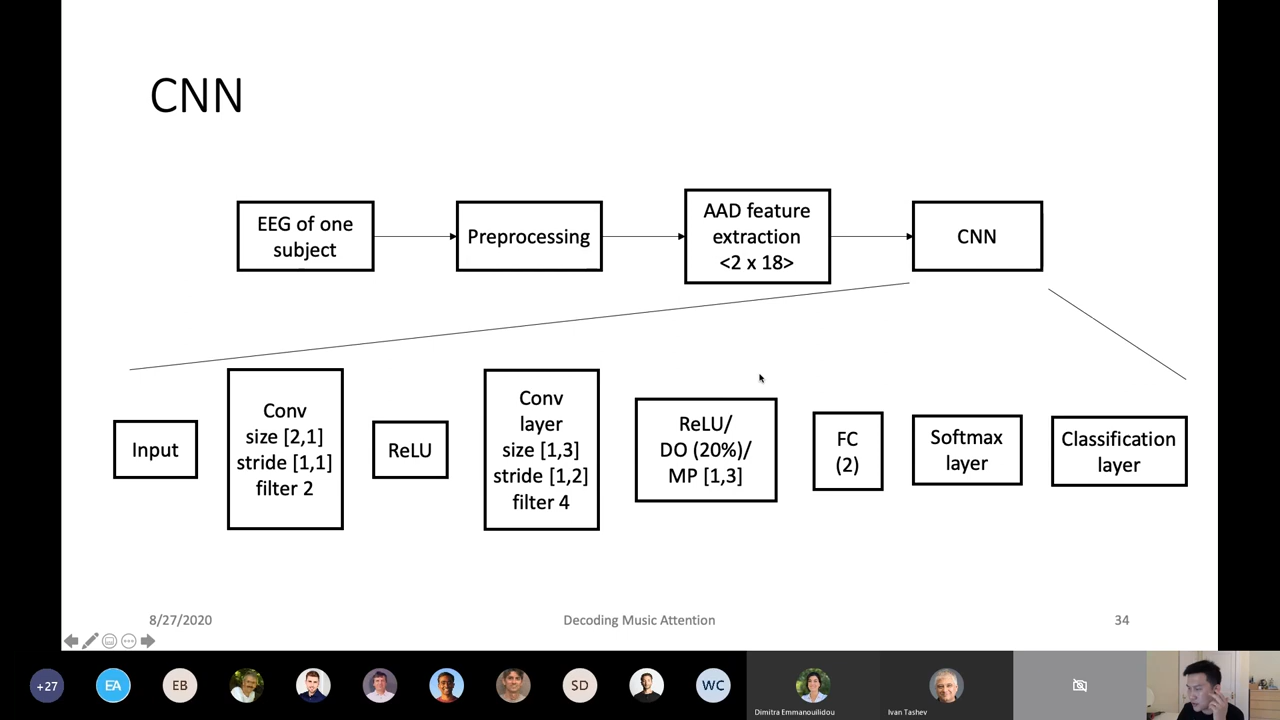 CNN
EEG of one
subject
Preprocessing
AAD feature
extraction
<2 x 18>
CNN
Input
Conv
size [2,1]
stride [1,1]
filter 2
ReLU
Conv
layer
size [1,3]
stride [1,2]
filter 4
ReLU/
DO (20%)/
MP [1,3]
FC
(2)
Softmax
layer
Classification
layer
8/27/2020
Decoding Music Attention
34
+27
EA
EB
SD
WC
Dimitra Emmanouilidou
Ivan Tashev